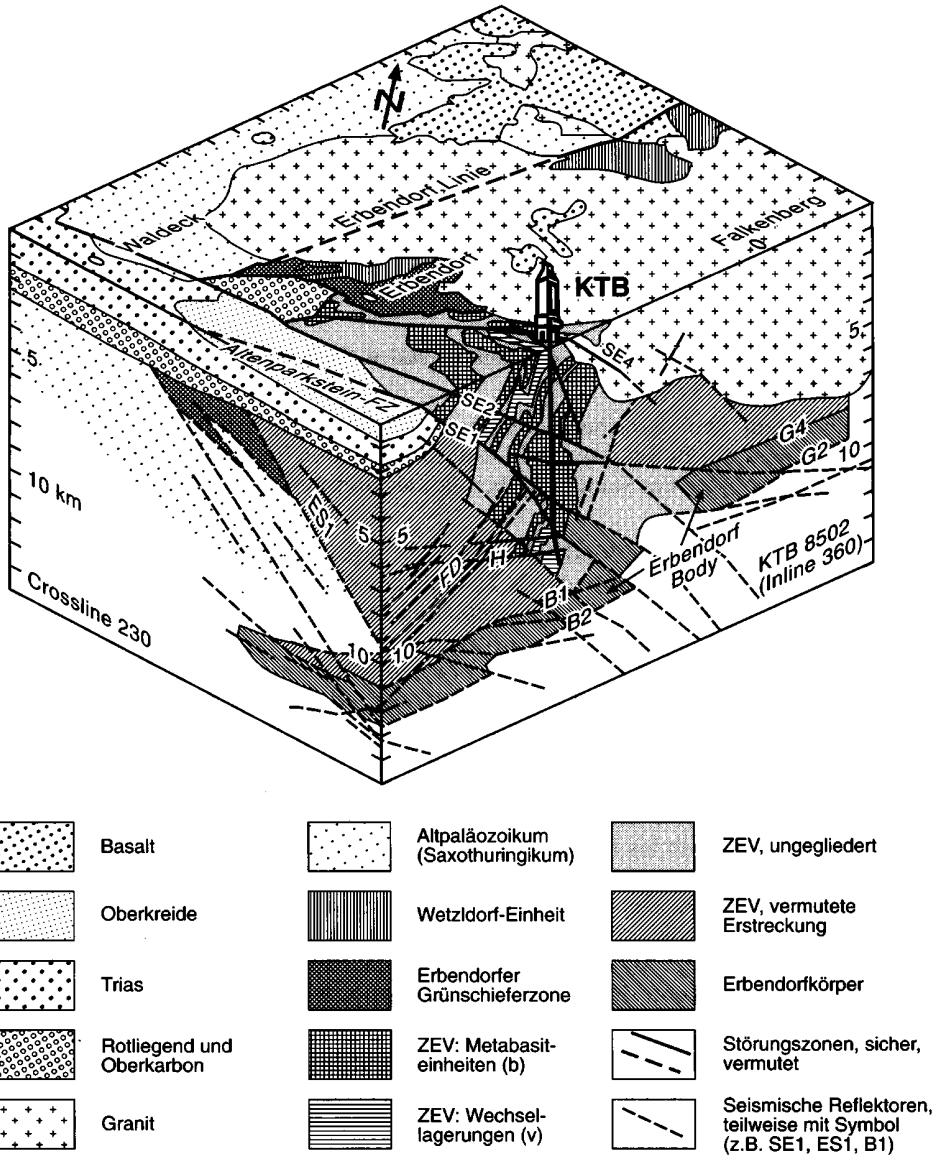 N
Waldeck
Erbendorf. Linie
Falkenberg
Erbendorf
KTB
Altenparkstein-FZ
SE4
SE2
SE1
5
5
G4
G2
10
10 km
ES1
5
5
FD
H
Erbendorf
Body
KTB 8502
(Inline 360)
B1
B2
Crossline 230
10
10
Basalt
Oberkreide
Trias
Rotliegend und
Oberkarbon
Granit
Altpaläozoikum
(Saxothuringikum)
Wetzldorf-Einheit
Erbendorfer
Grünschieferzone
ZEV: Metabasit-
einheiten (b)
ZEV: Wechsel-
lagerungen (v)
ZEV, ungegliedert
ZEV, vermutete
Erstreckung
Erbendorfkörper
Störungszonen, sicher,
vermutet
Seismische Reflektoren,
teilweise mit Symbol
(z.B. SE1, ES1, B1)